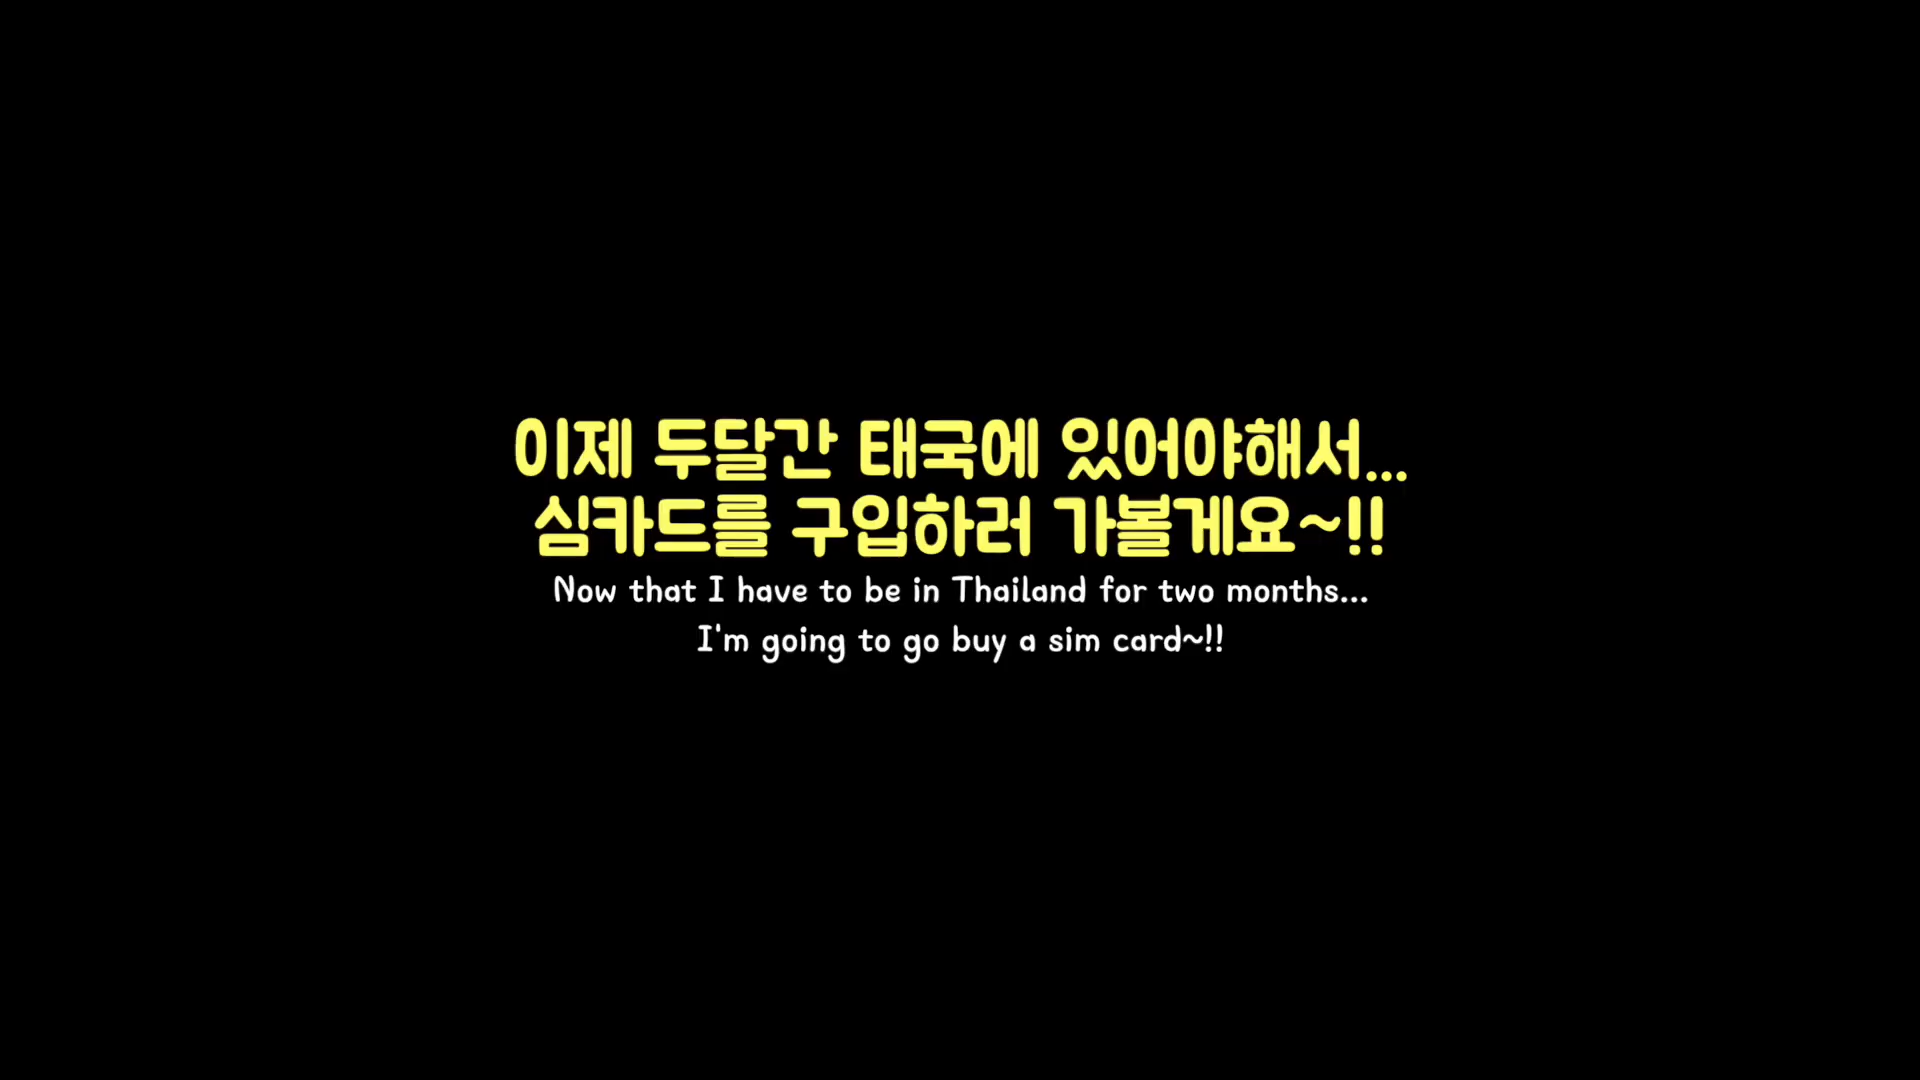 이제 두달간 태국에 있어야해서...
심카드를 구입하러 가볼게요~!!
Now that I have to be in Thailand for two months...
I'm going to go buy a sim card~!!